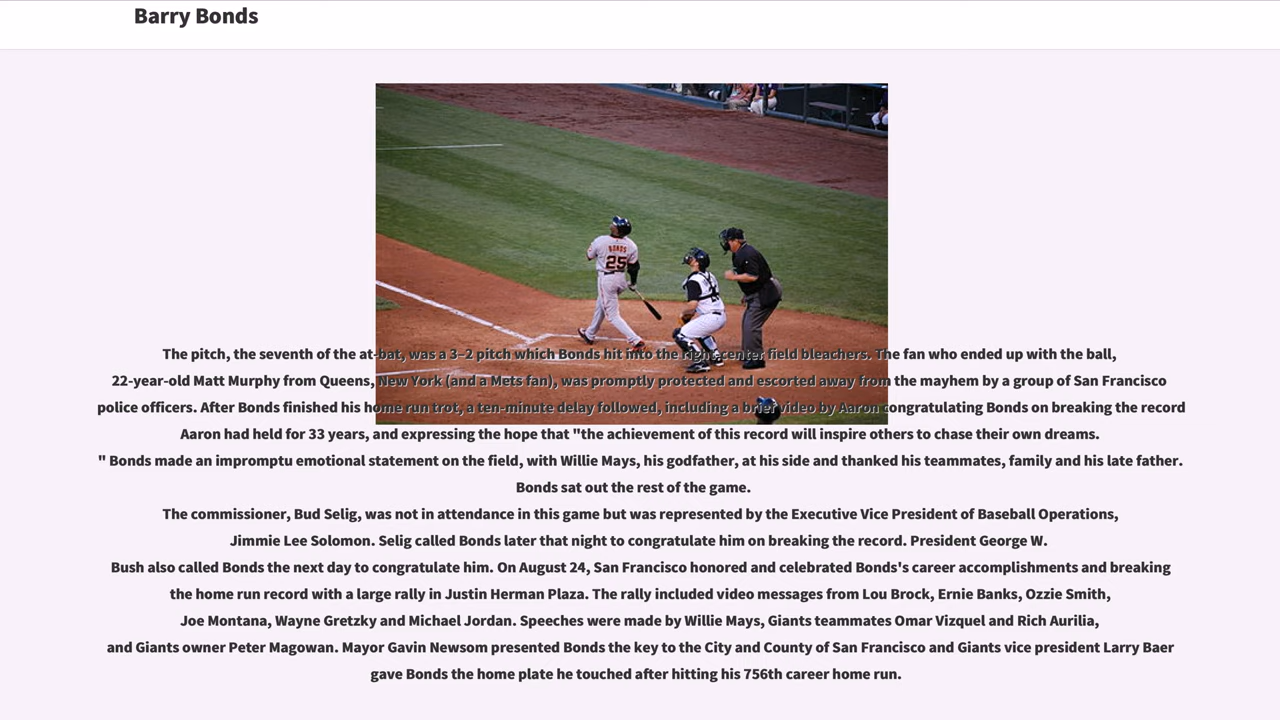 Barry Bonds
BONDS
25
The pitch, the seventh of the at-bat, was a 3–2 pitch which Bonds hit into the right-center field bleachers. The fan who ended up with the ball,
22-year-old Matt Murphy from Queens, New York (and a Mets fan), was promptly protected and escorted away from the mayhem by a group of San Francisco
police officers. After Bonds finished his home run trot, a ten-minute delay followed, including a brief video by Aaron congratulating Bonds on breaking the record
Aaron had held for 33 years, and expressing the hope that "the achievement of this record will inspire others to chase their own dreams.
" Bonds made an impromptu emotional statement on the field, with Willie Mays, his godfather, at his side and thanked his teammates, family and his late father.
Bonds sat out the rest of the game.
The commissioner, Bud Selig, was not in attendance in this game but was represented by the Executive Vice President of Baseball Operations,
Jimmie Lee Solomon. Selig called Bonds later that night to congratulate him on breaking the record. President George W.
Bush also called Bonds the next day to congratulate him. On August 24, San Francisco honored and celebrated Bonds's career accomplishments and breaking
the home run record with a large rally in Justin Herman Plaza. The rally included video messages from Lou Brock, Ernie Banks, Ozzie Smith,
Joe Montana, Wayne Gretzky and Michael Jordan. Speeches were made by Willie Mays, Giants teammates Omar Vizquel and Rich Aurilia,
and Giants owner Peter Magowan. Mayor Gavin Newsom presented Bonds the key to the City and County of San Francisco and Giants vice president Larry Baer
gave Bonds the home plate he touched after hitting his 756th career home run.